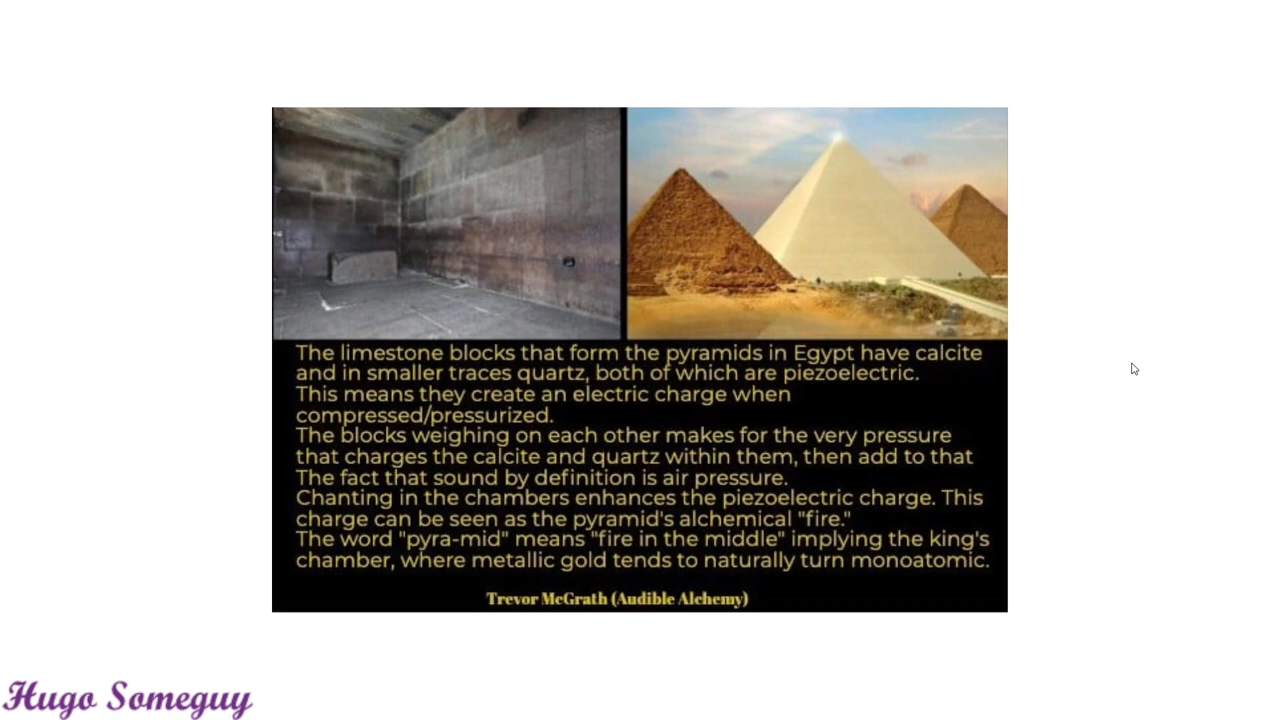 The limestone blocks that form the pyramids in Egypt have calcite
and in smaller traces quartz, both of which are piezoelectric.
This means they create an electric charge when
compressed/pressurized.
The blocks weighing on each other makes for the very pressure
that charges the calcite and quartz within them, then add to that
The fact that sound by definition is air pressure.
Chanting in the chambers enhances the piezoelectric charge. This
charge can be seen as the pyramid's alchemical "fire."
The word "pyra-mid" means "fire in the middle" implying the king's
chamber, where metallic gold tends to naturally turn monoatomic.
Trevor McGrath (Audible Alchemy)
Hugo Someguy